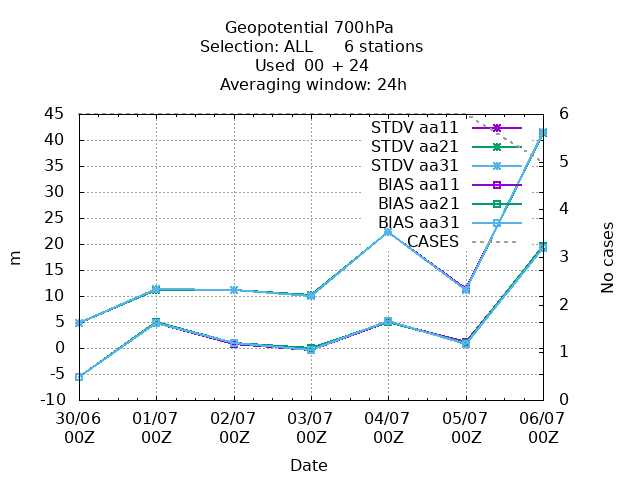 Geopotential 700hPa
Selection: ALL      6 stations
Used  00 + 24
Averaging window: 24h
45
40
35
30
25
20
15
10
5
0
-5
-10
m
STDV aa11
STDV aa21
STDV aa31
BIAS aa11
BIAS aa21
BIAS aa31
CASES
6
5
4
3
2
1
0
No cases
30/06 01/07 02/07 03/07 04/07 05/07 06/07
00Z 00Z 00Z 00Z 00Z 00Z 00Z
Date